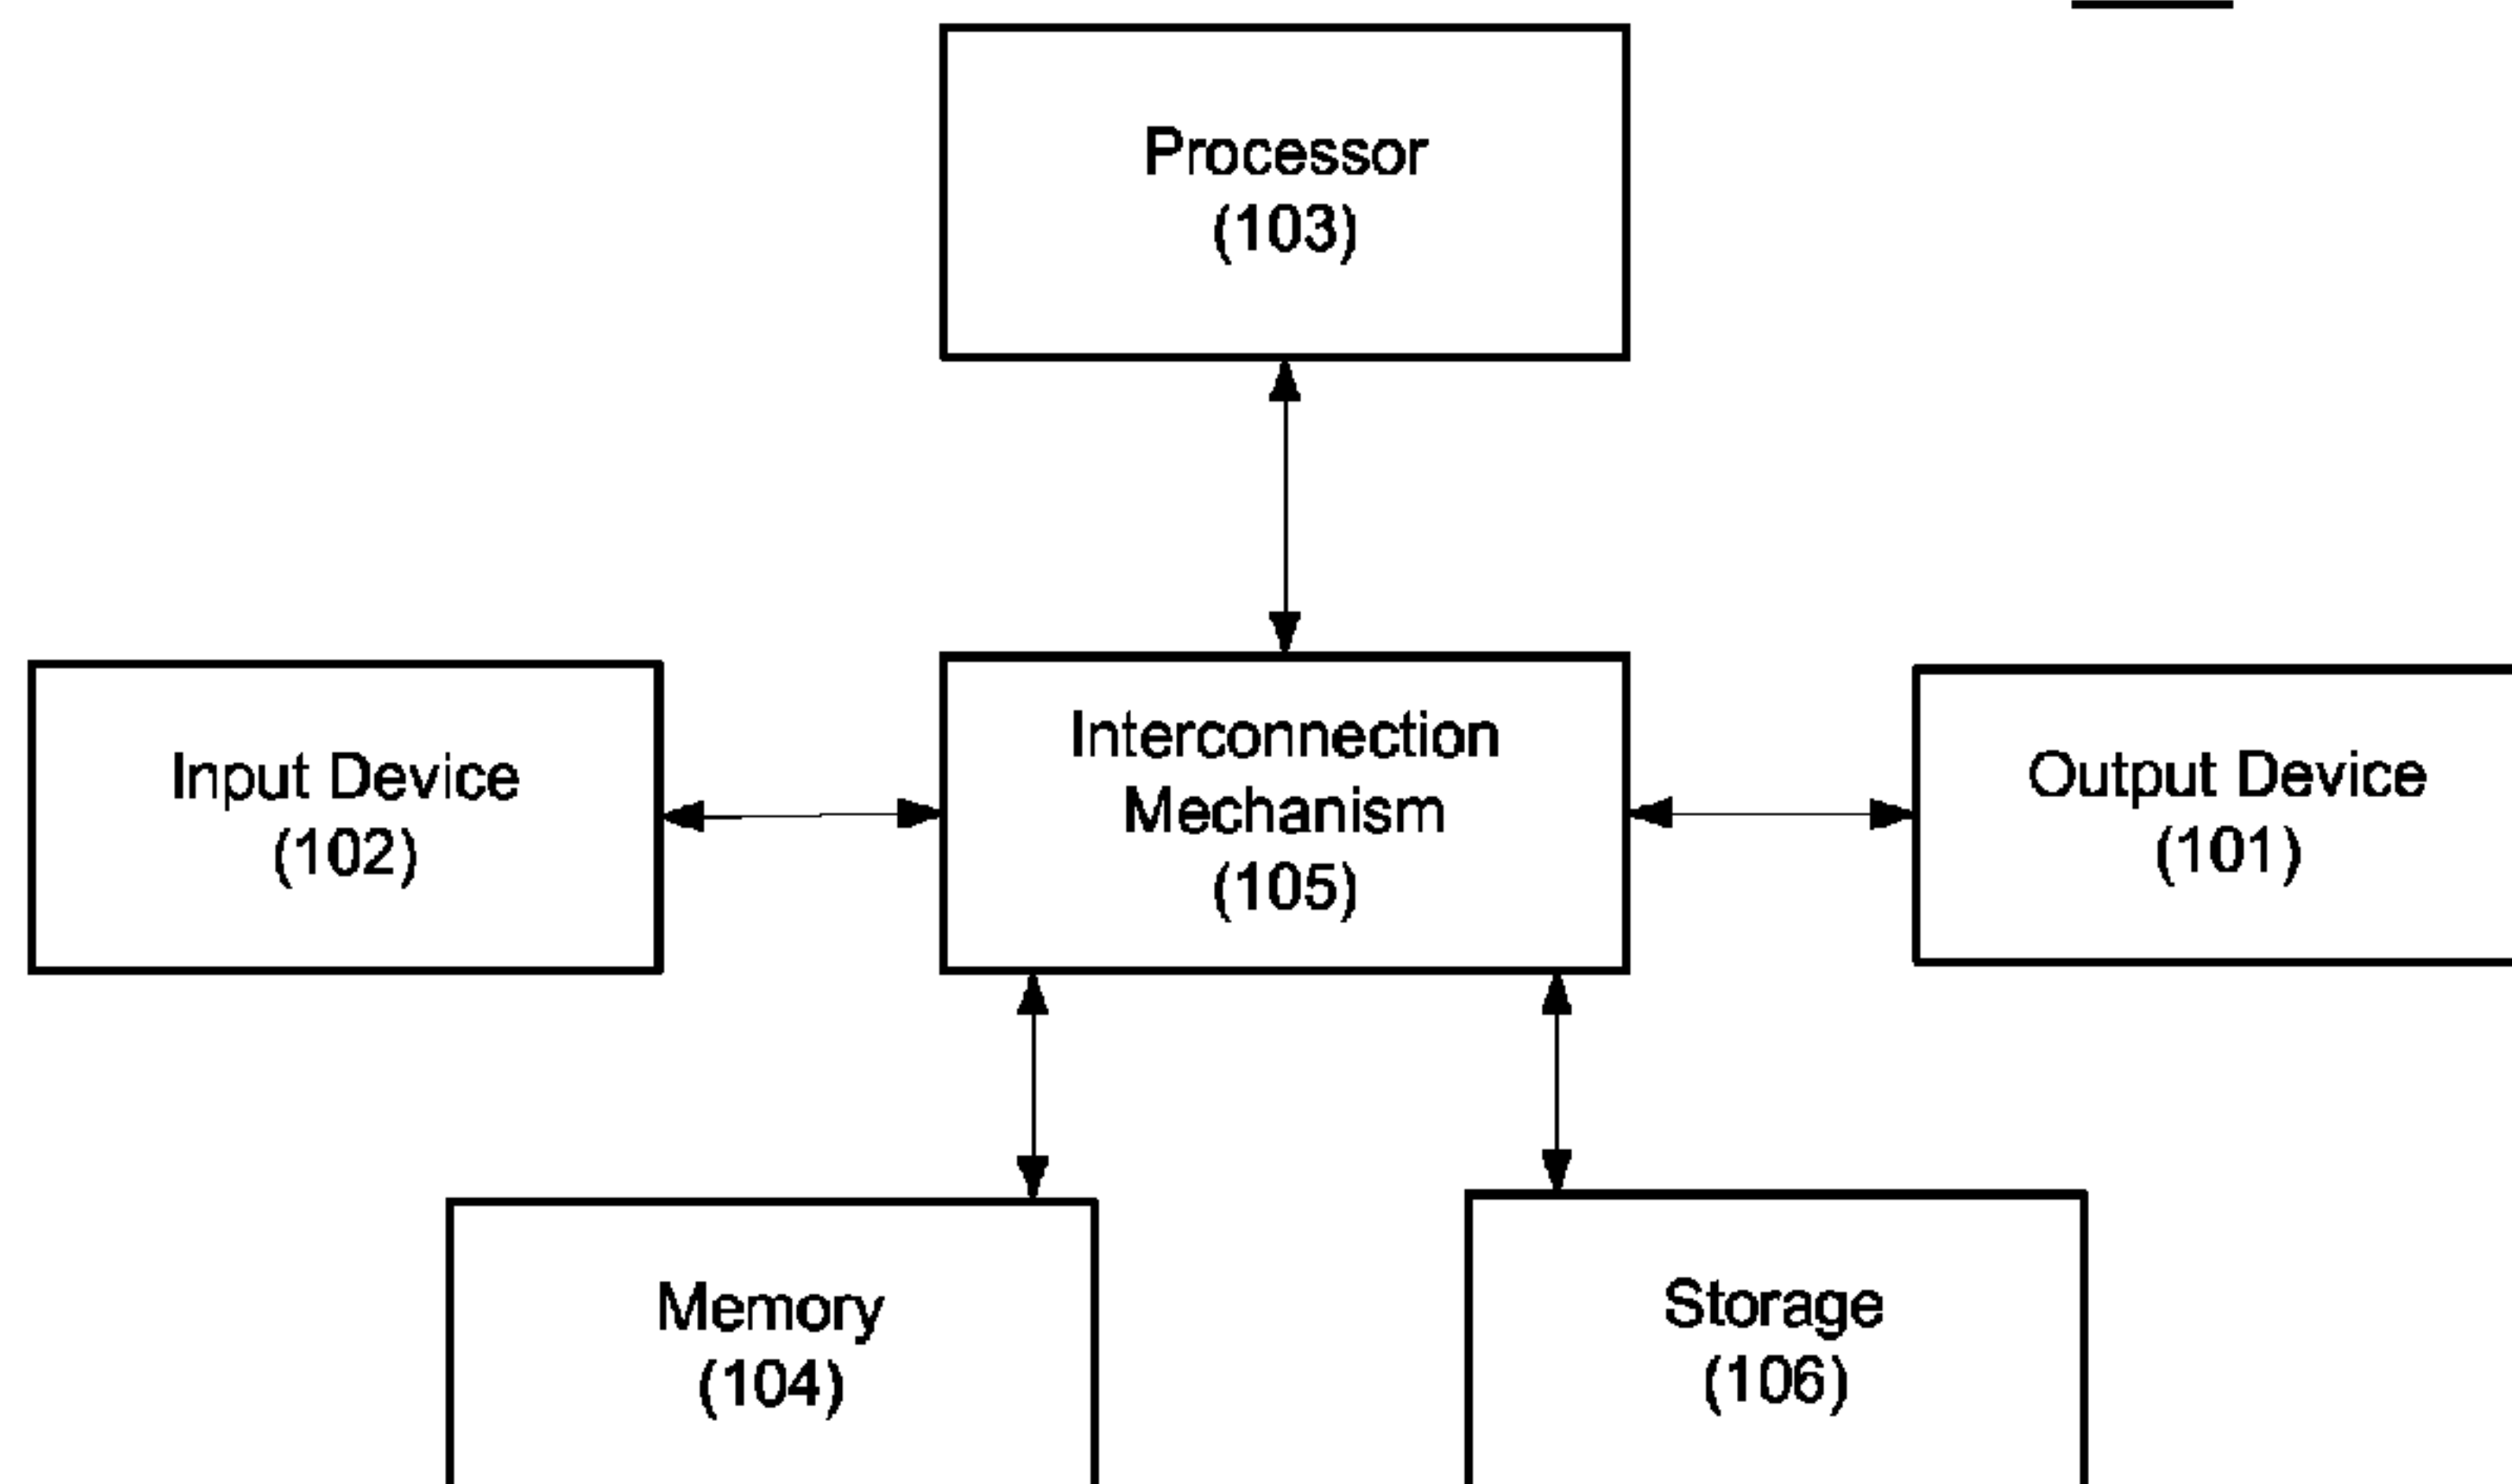 Processor
(103)
Input Device
(102)
Interconnection
Mechanism
(105)
Output Device
(101)
Memory
(104)
Storage
(106)